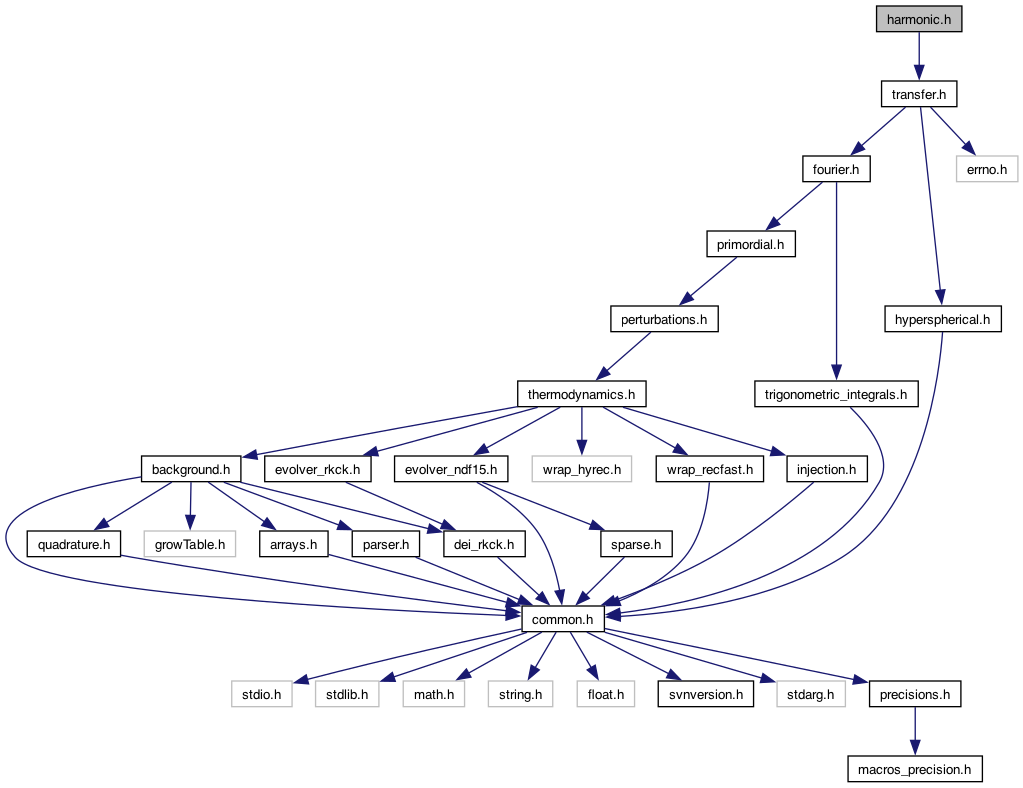 harmonic.h
transfer.h
fourier.h
errno.h
primordial.h
perturbations.h
hyperspherical.h
thermodynamics.h
trigonometric_integrals.h
background.h
evolver_rkck.h
evolver_ndf15.h
wrap_hyrec.h
wrap_recfast.h
injection.h
quadrature.h
growTable.h
arrays.h
parser.h
dei_rkck.h
sparse.h
common.h
stdio.h
stdlib.h
math.h
string.h
float.h
svnversion.h
stdarg.h
precisions.h
macros_precision.h